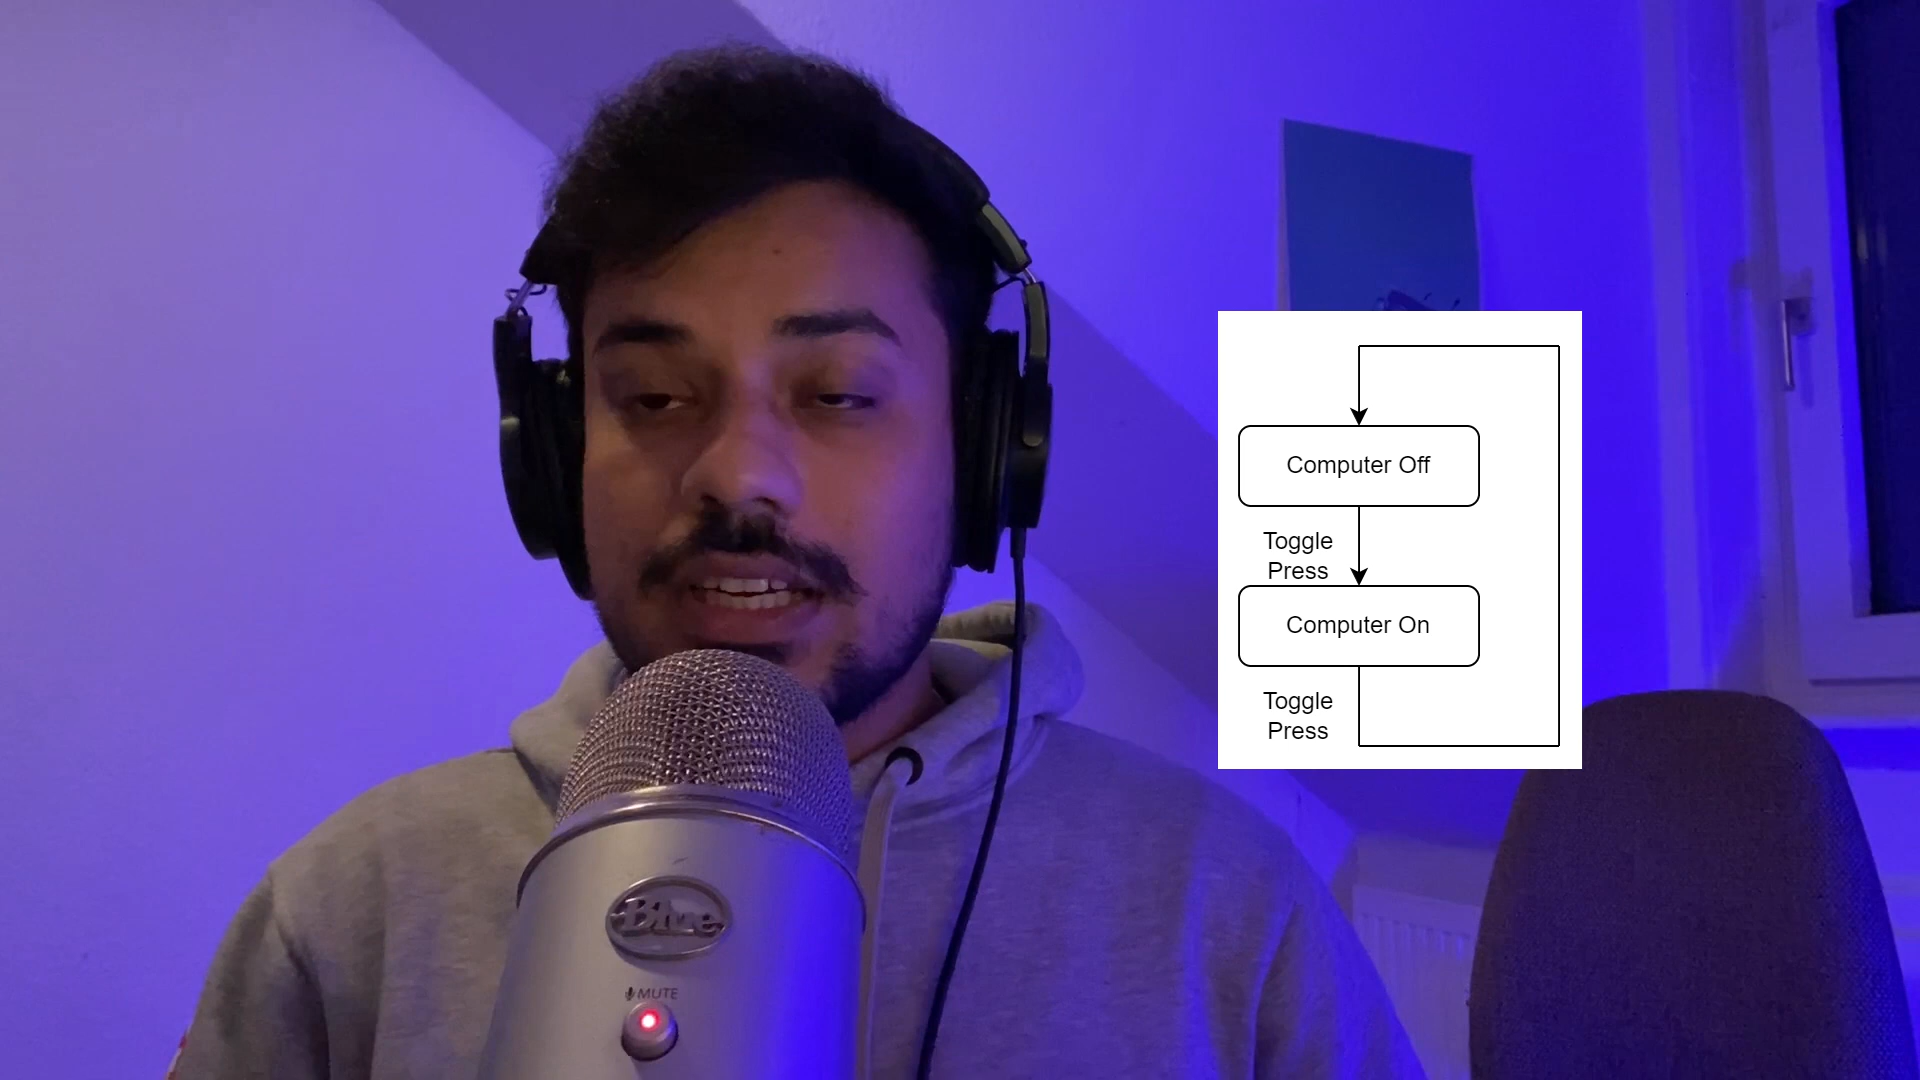 Computer Off
Toggle
Press
Computer On
Toggle
Press
Blue
MUTE